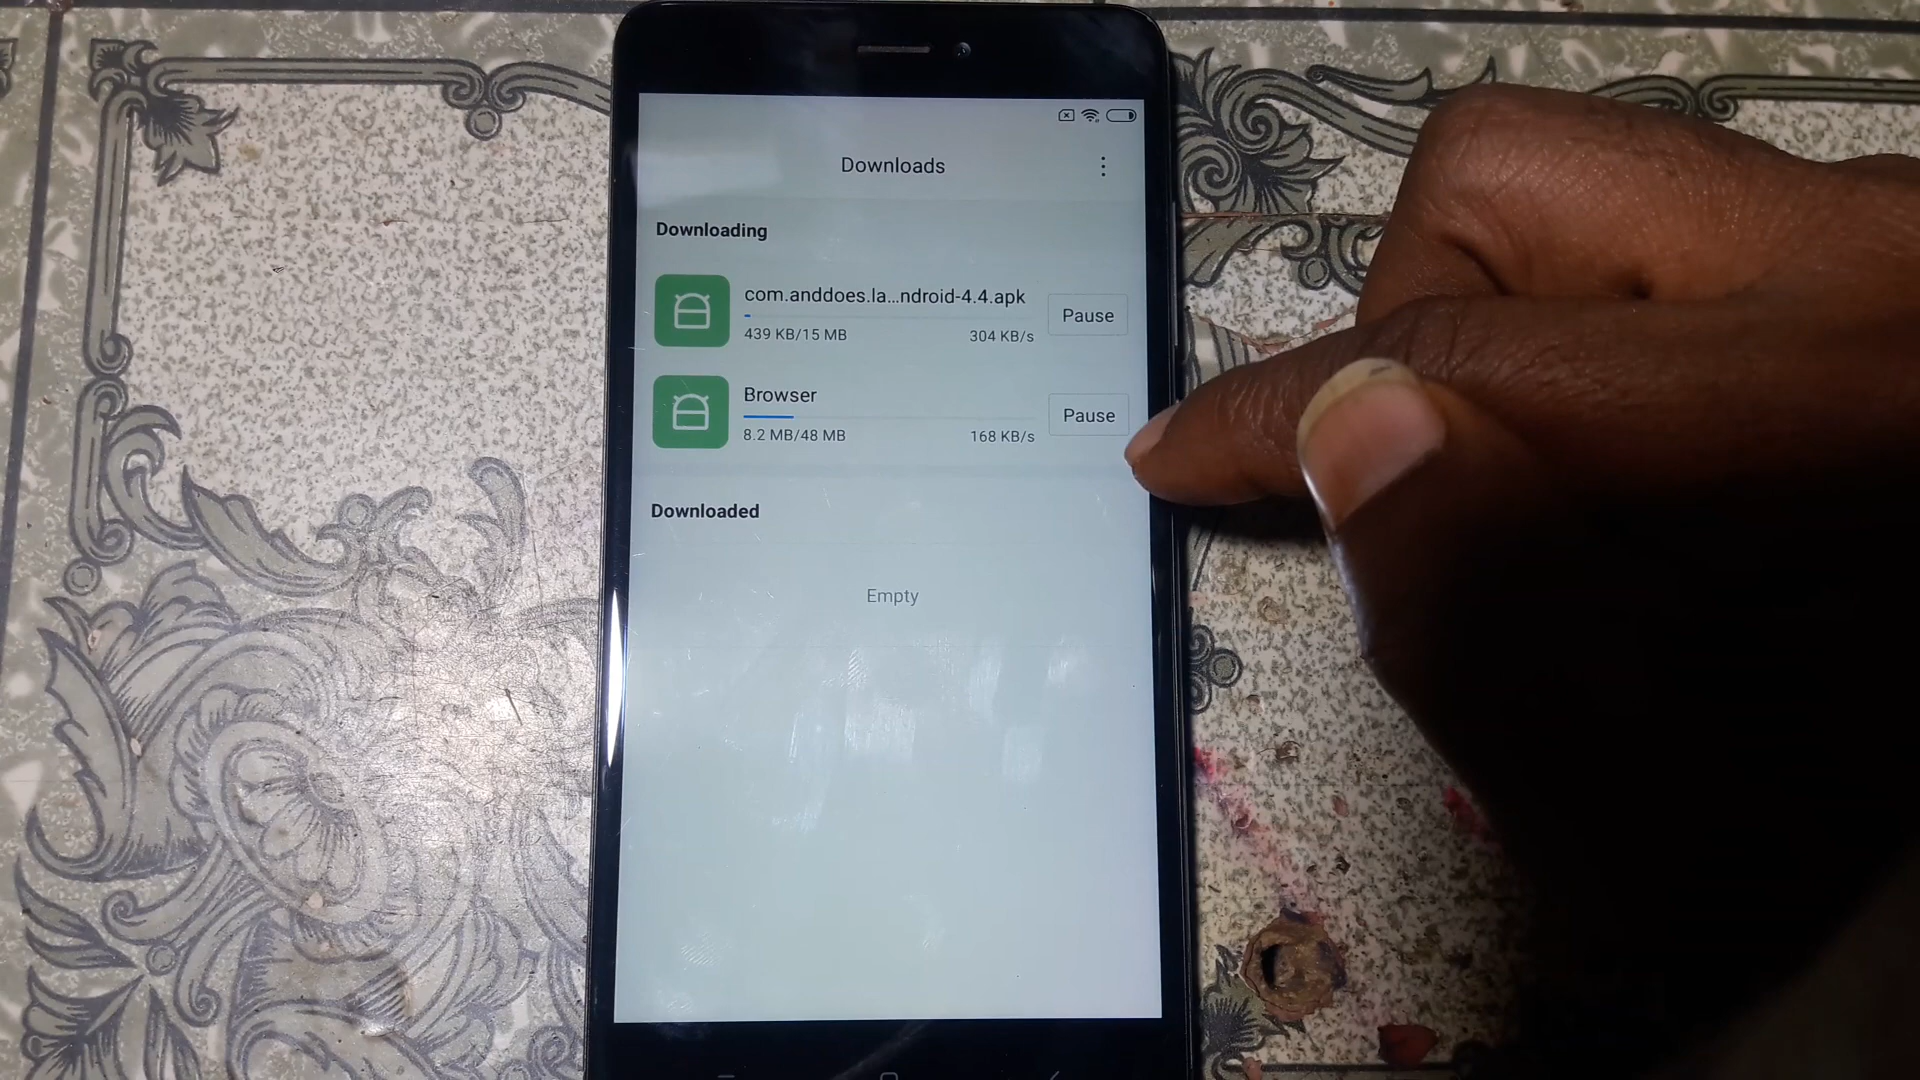 Downloads
Downloading
com.anddoes.la...ndroid-4.4.apk
439 KB/15 MB
304 KB/s
Pause
Browser
8.2 MB/48 MB
168 KB/s
Pause
Downloaded
Empty